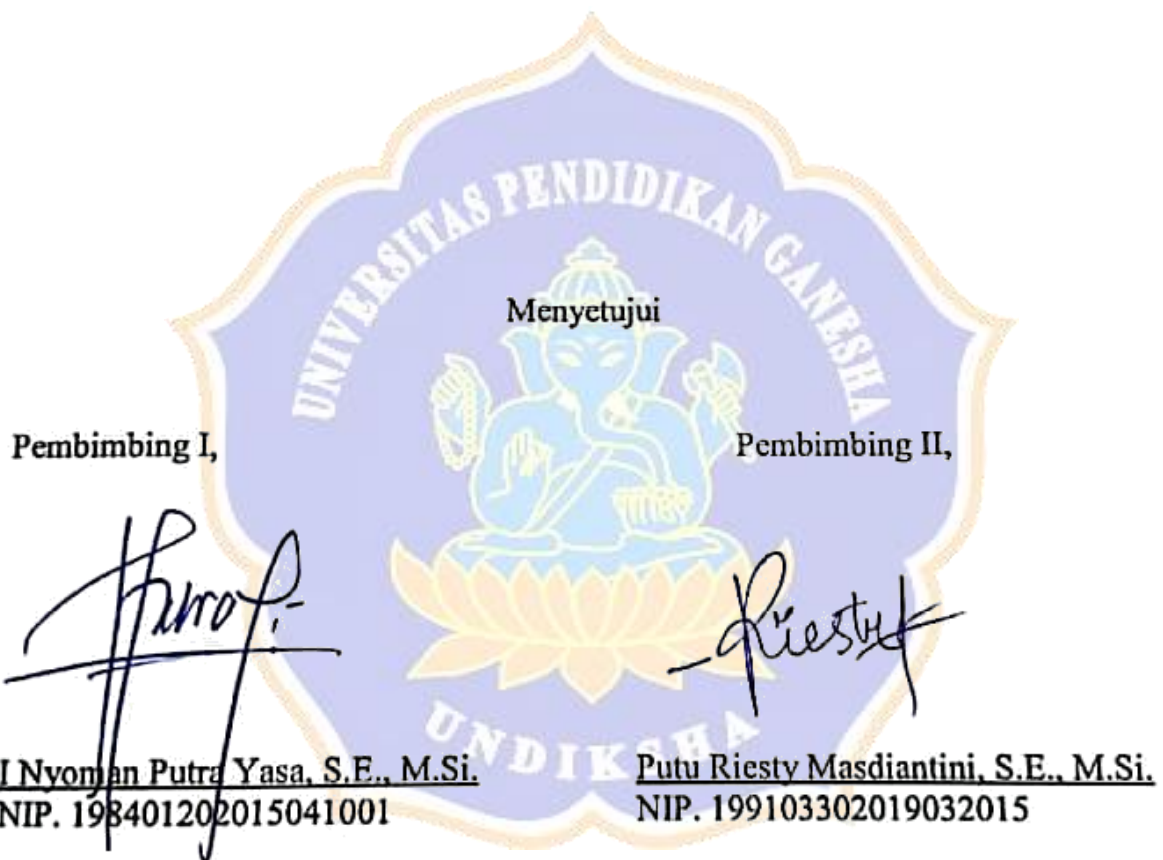 UNIVERSITAS PENDIDIKAN GANESHA
Menyetujui
Pembimbing I,
Pembimbing II,
Riesty
UNDIKSHA
I Nyoman Putra Yasa, S.E., M.Si.
Putu Riesty Masdiantini, S.E., M.Si.
NIP. 198401202015041001
NIP. 199103302019032015